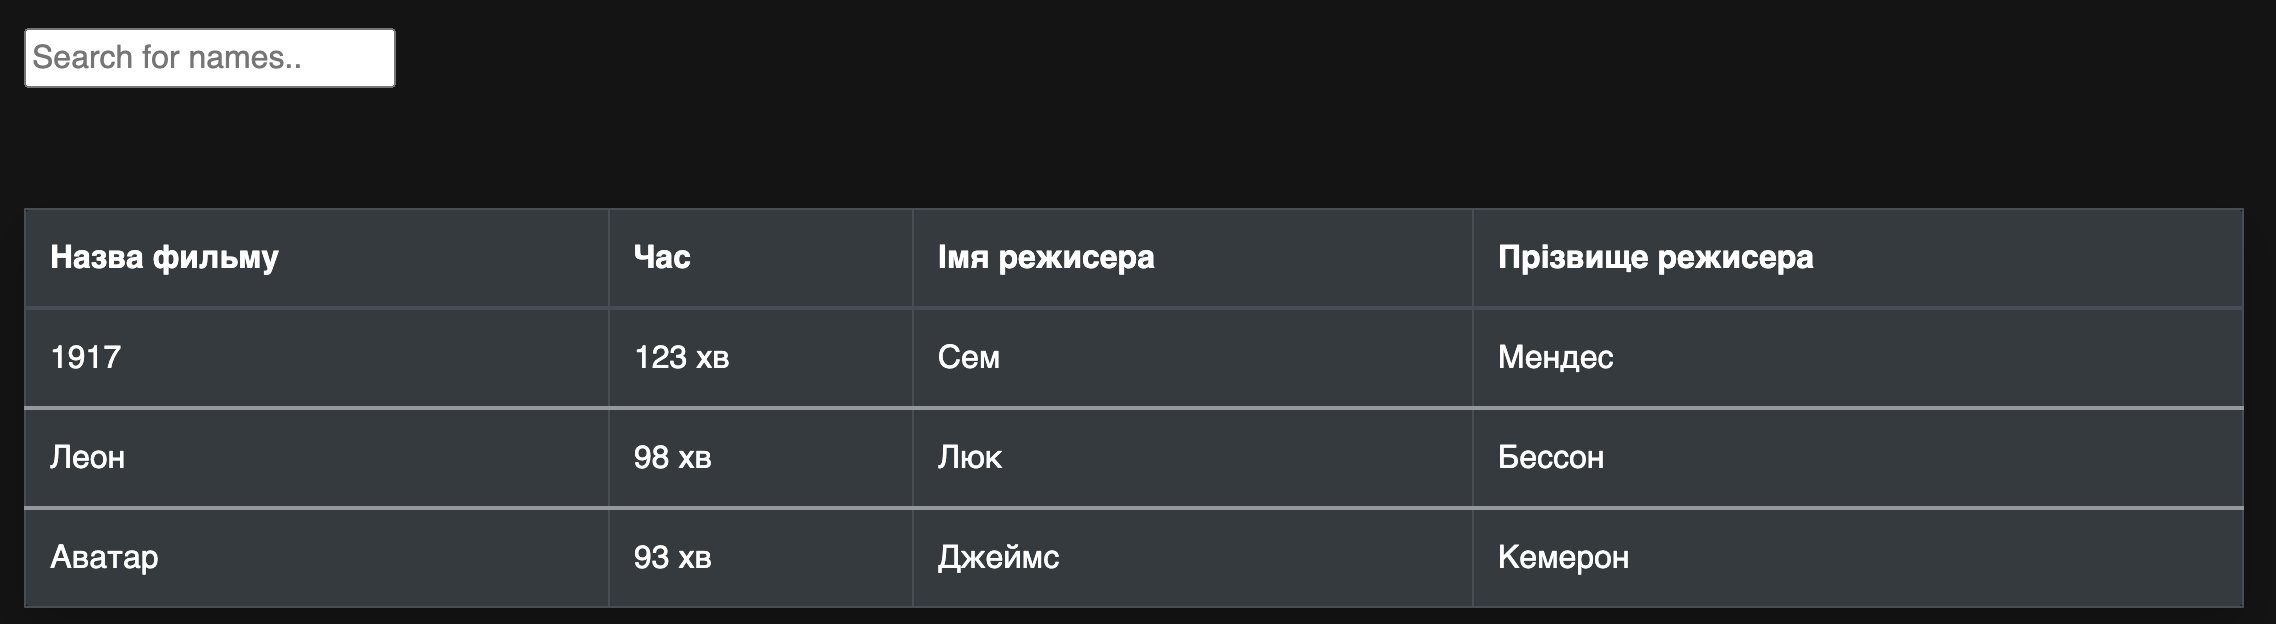 Search for names..
Назва фильму Час Імя режисера Прізвище режисера
1917 123 хв Сем Мендес
Леон 98 хв Люк Бессон
Аватар 93 хв Джеймс Кемерон